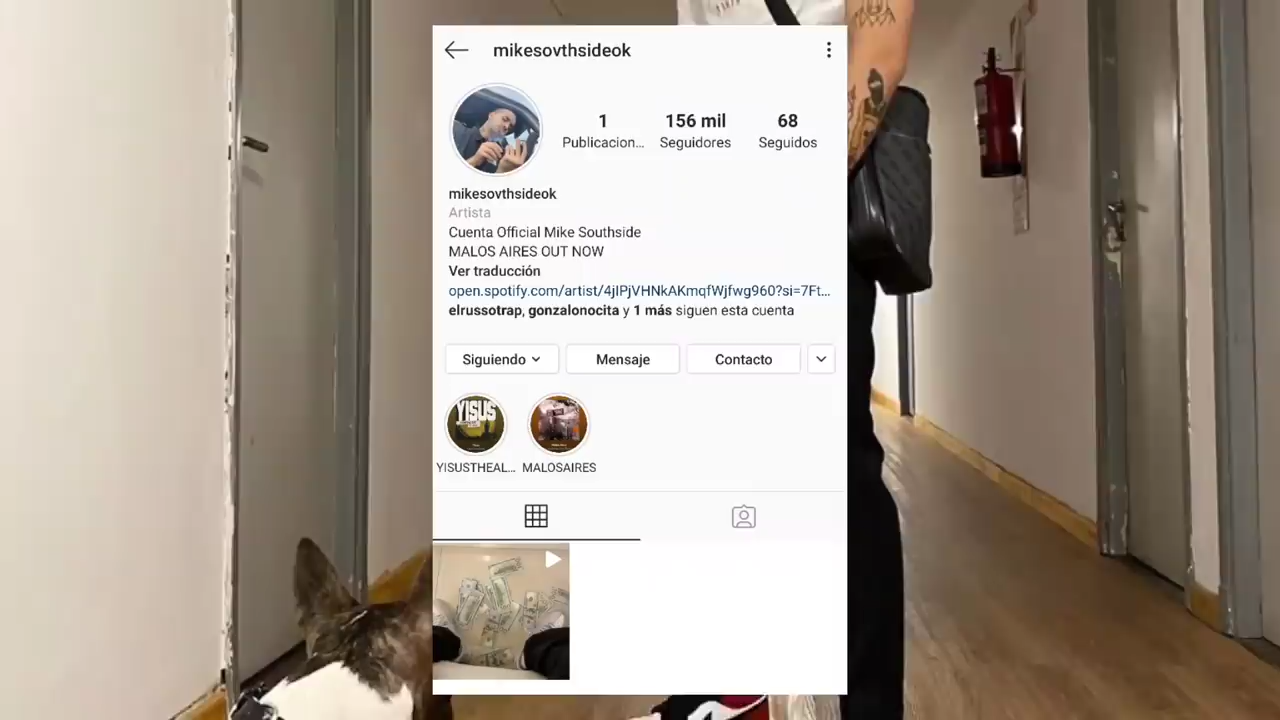 mikesovthsideok
1 156 mil 68
Publicacion... Seguidores Seguidos
mikesovthsideok
Artista
Cuenta Official Mike Southside
MALOS AIRES OUT NOW
Ver traducción
open.spotify.com/artist/4jIPjVHNkAKmqfWjfwg960?si=7Ft...
elrussotrap, gonzalonocita y 1 más siguen esta cuenta
Siguiendo Mensaje Contacto
YISUS
YISUSTHEAL... MALOSAIRES